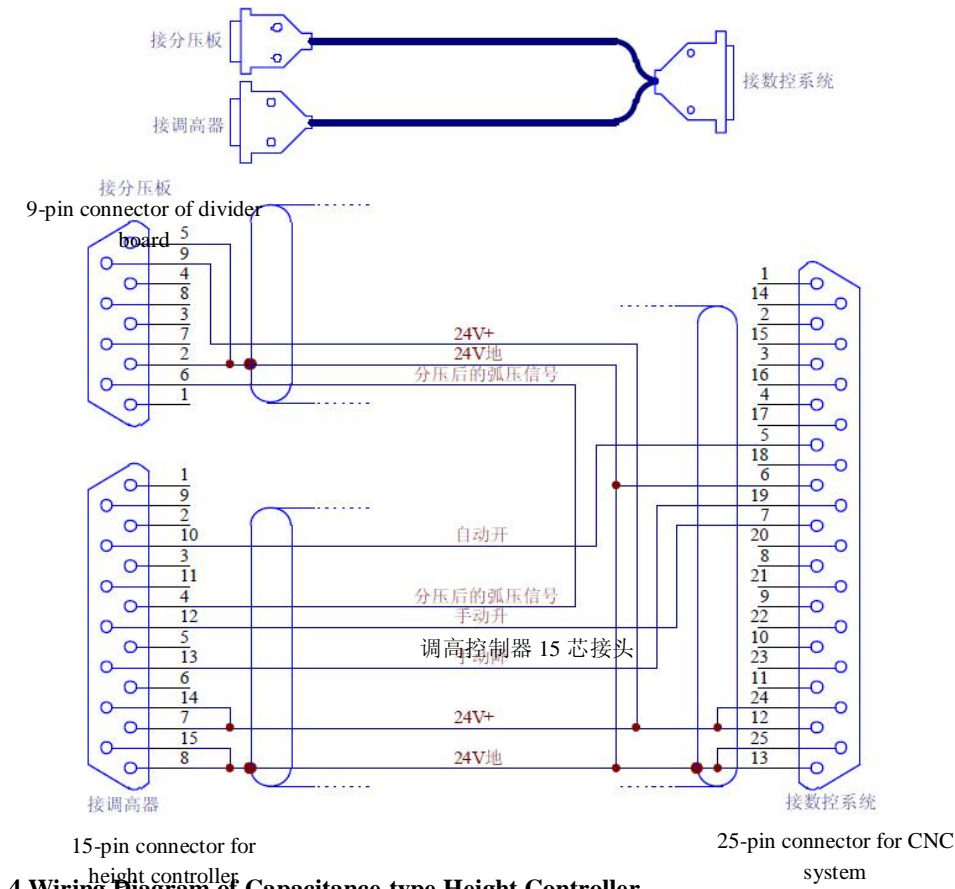 接分压板
接调高器
接数控系统
接分压板
9-pin connector of divider
board
5
9
4
8
3
7
2
6
1
24V+
24V地
分压后的弧压信号
1
9
2
10
3
11
4
12
5
13
6
14
7
15
8
自动开
分压后的弧压信号
手动升
调高控制器 15 芯接头
手动降
24V+
24V地
1
14
2
15
3
16
4
17
5
18
6
19
7
20
8
21
9
22
10
23
11
24
12
25
13
接调高器
接数控系统
15-pin connector for
height controller
25-pin connector for CNC
system
4 Wiring Diagram of Capacitance-type Height Controller